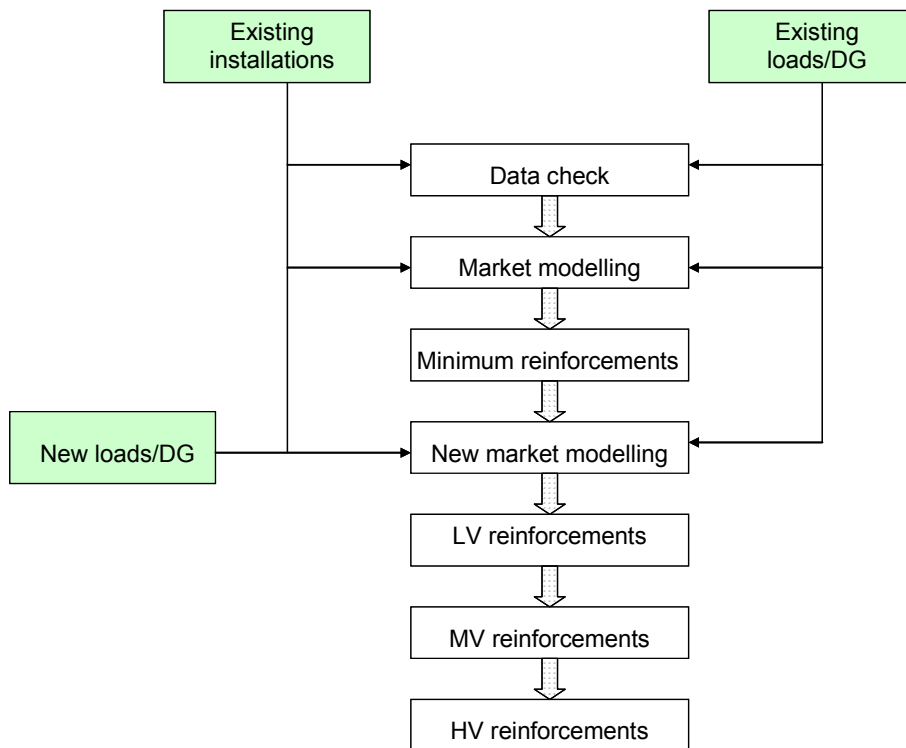 Existing
installations
Existing
loads/DG
Data check
Market modelling
Minimum reinforcements
New loads/DG
New market modelling
LV reinforcements
MV reinforcements
HV reinforcements